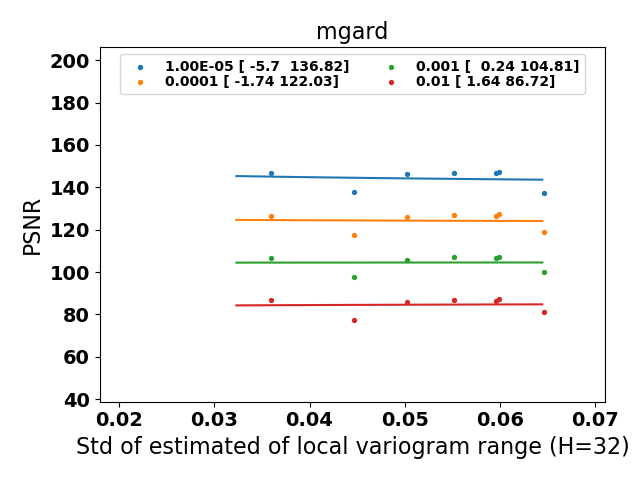 mgard
1.00E-05 [ -5.7  136.82]
0.0001 [ -1.74 122.03]
0.001 [  0.24 104.81]
0.01 [ 1.64 86.72]
PSNR
200
180
160
140
120
100
80
60
40
0.02 0.03 0.04 0.05 0.06 0.07
Std of estimated of local variogram range (H=32)